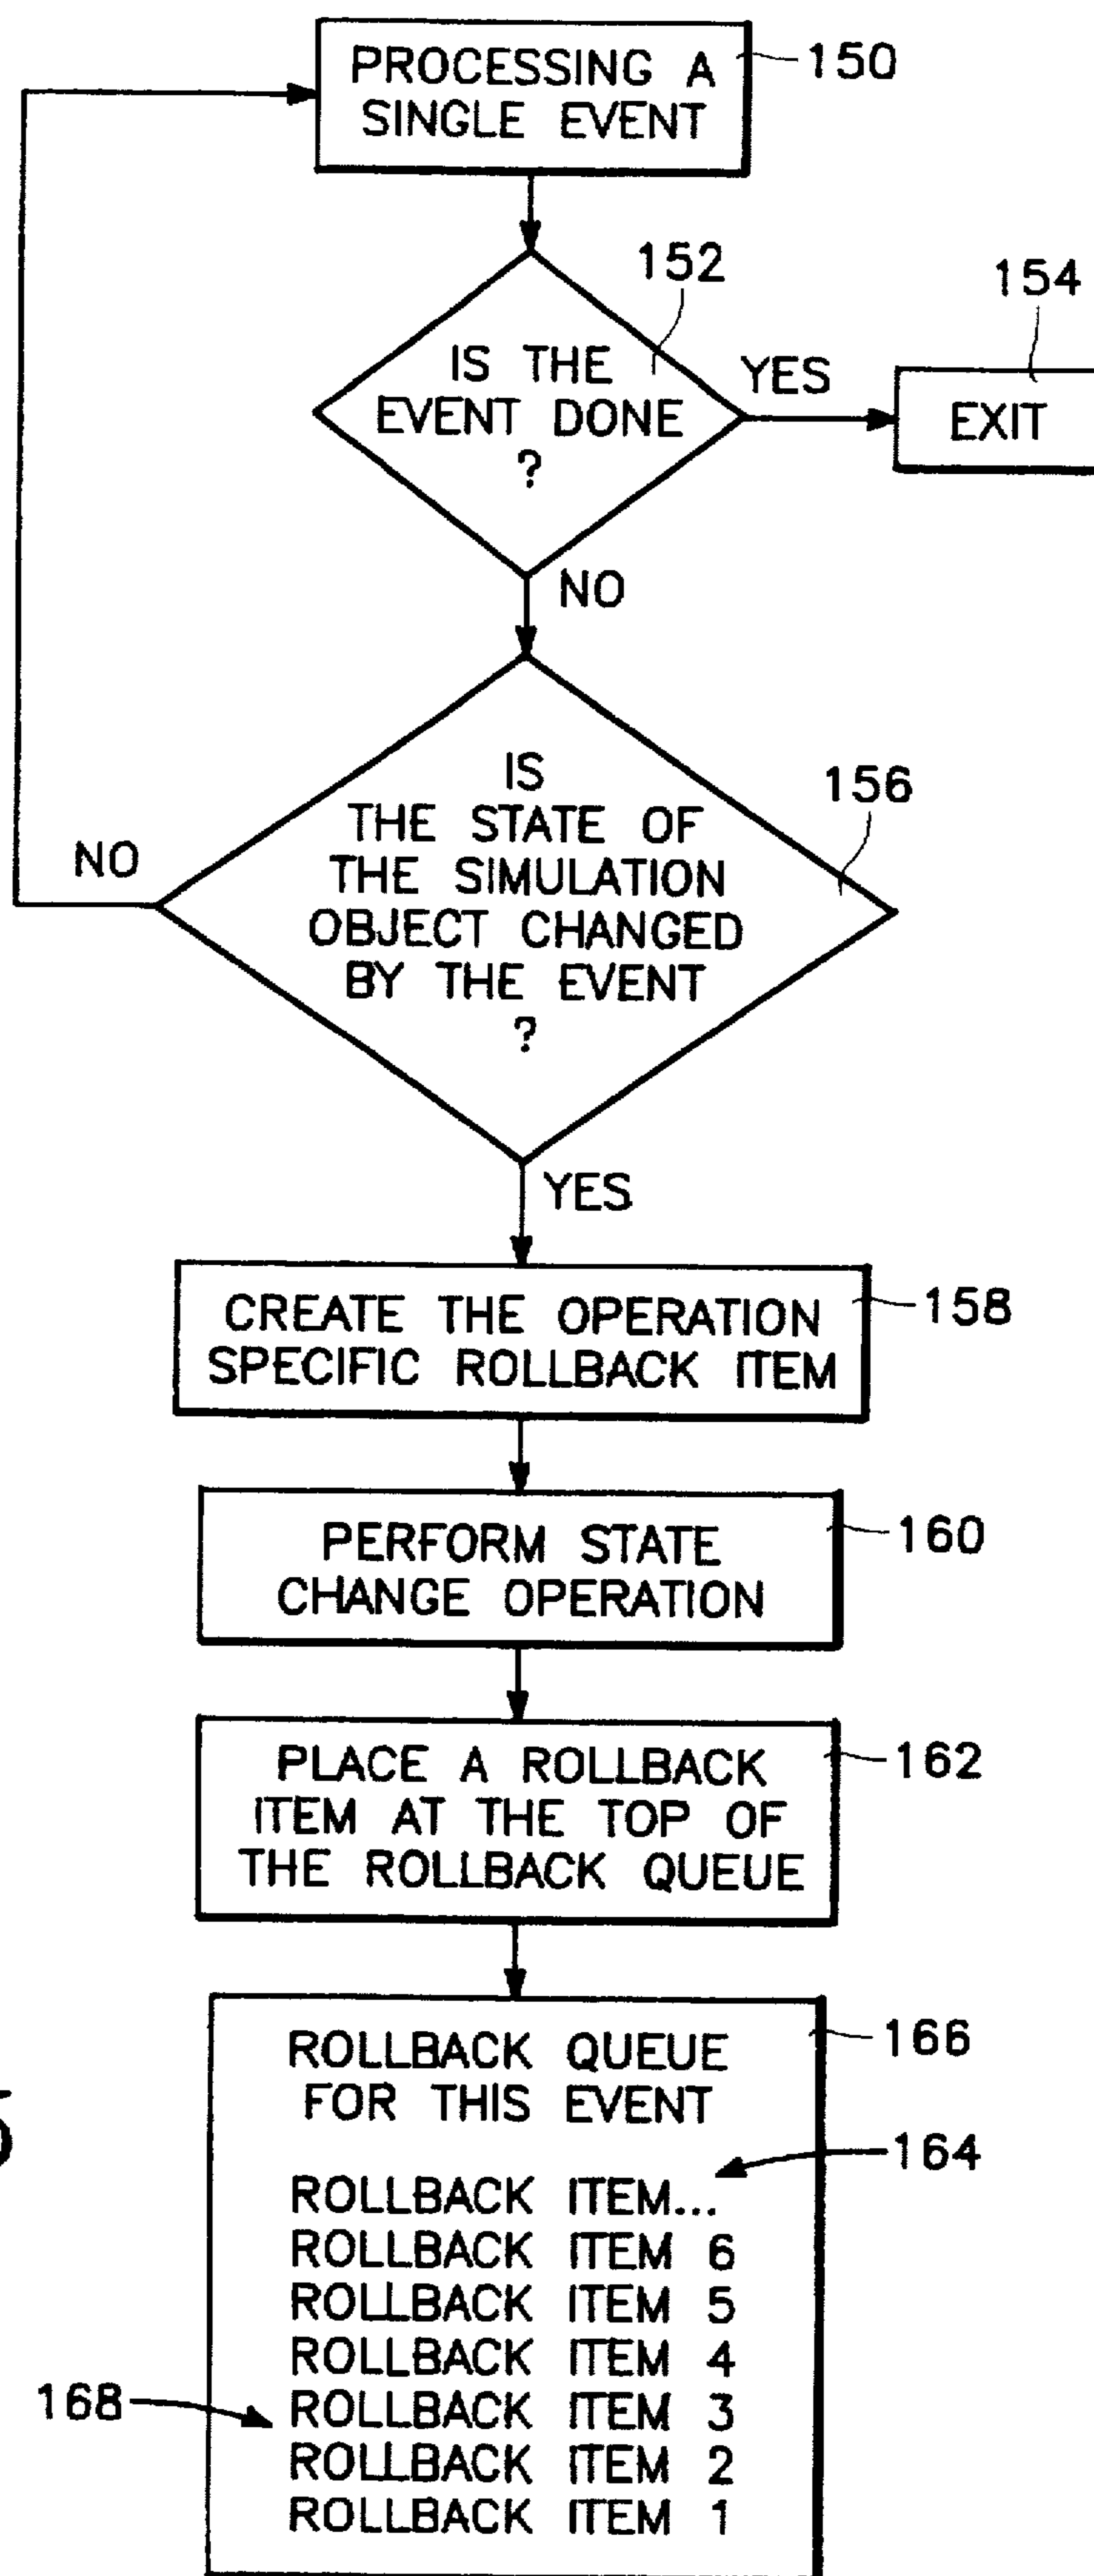 PROCESSING A
SINGLE EVENT
150
152
IS THE
EVENT DONE
?
YES
154
EXIT
NO
156
IS
THE STATE OF
THE SIMULATION
OBJECT CHANGED
BY THE EVENT
?
NO
YES
158
CREATE THE OPERATION
SPECIFIC ROLLBACK ITEM
160
PERFORM STATE
CHANGE OPERATION
162
PLACE A ROLLBACK
ITEM AT THE TOP OF
THE ROLLBACK QUEUE
166
ROLLBACK QUEUE
FOR THIS EVENT
164
ROLLBACK ITEM...
ROLLBACK ITEM 6
ROLLBACK ITEM 5
ROLLBACK ITEM 4
168
ROLLBACK ITEM 3
ROLLBACK ITEM 2
ROLLBACK ITEM 1